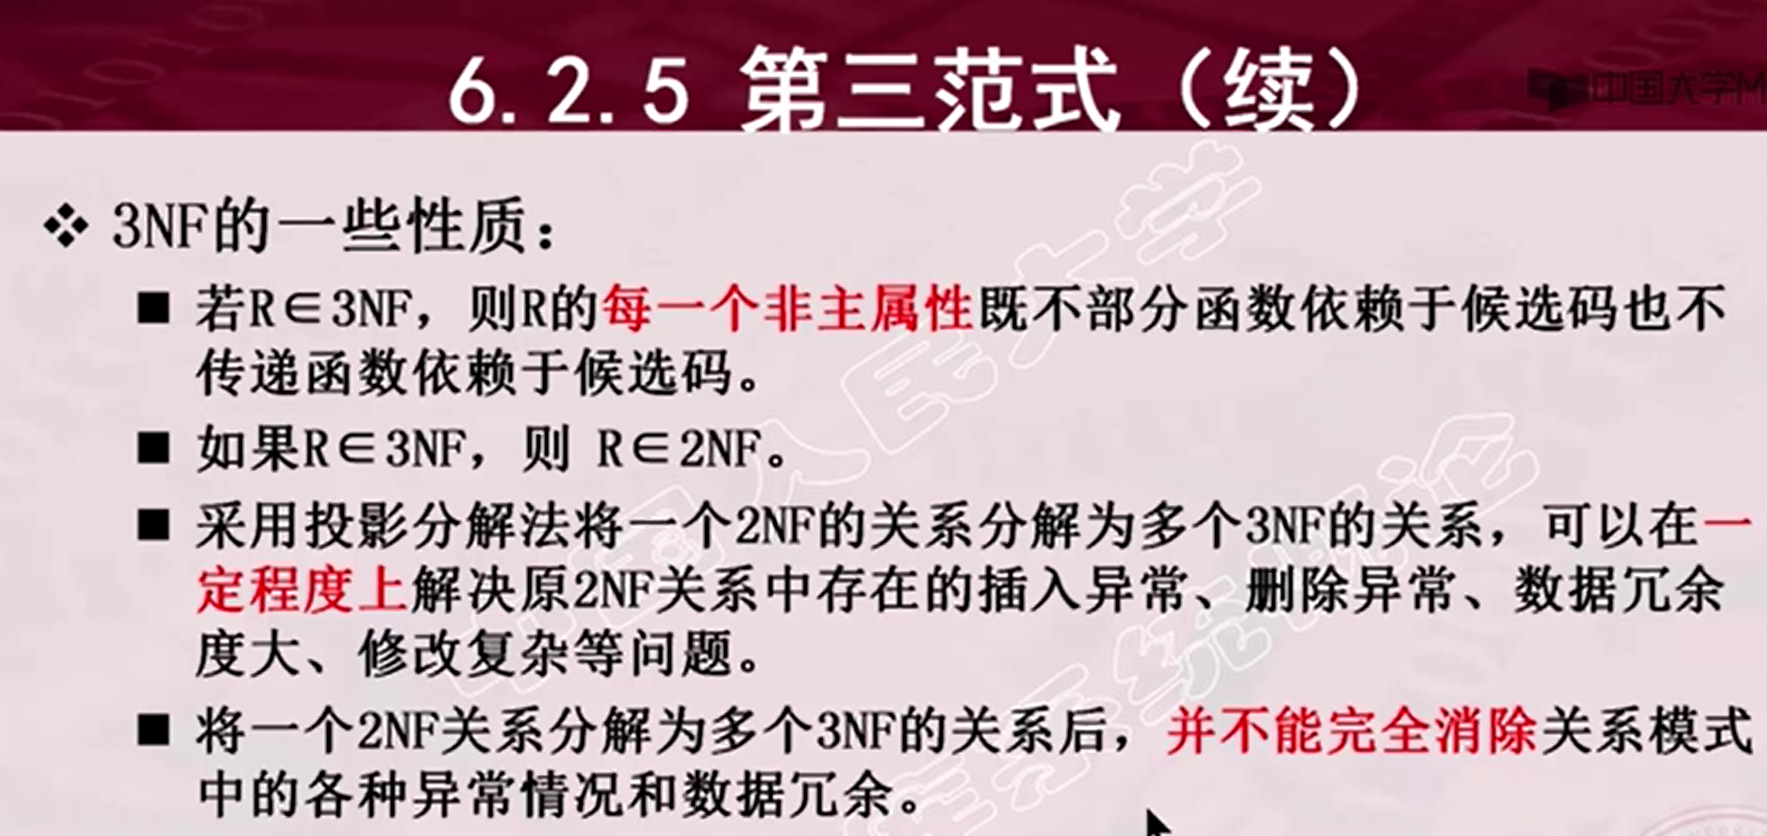 6.2.5 第三范式（续）
中国大学M
❖ 3NF的一些性质：
■ 若R∈3NF，则R的每一个非主属性既不部分函数依赖于候选码也不
传递函数依赖于候选码。
■ 如果R∈3NF，则 R∈2NF。
■ 采用投影分解法将一个2NF的关系分解为多个3NF的关系，可以在一
定程度上解决原2NF关系中存在的插入异常、删除异常、数据冗余
度大、修改复杂等问题。
■ 将一个2NF关系分解为多个3NF的关系后，并不能完全消除关系模式
中的各种异常情况和数据冗余。
中国人民大学